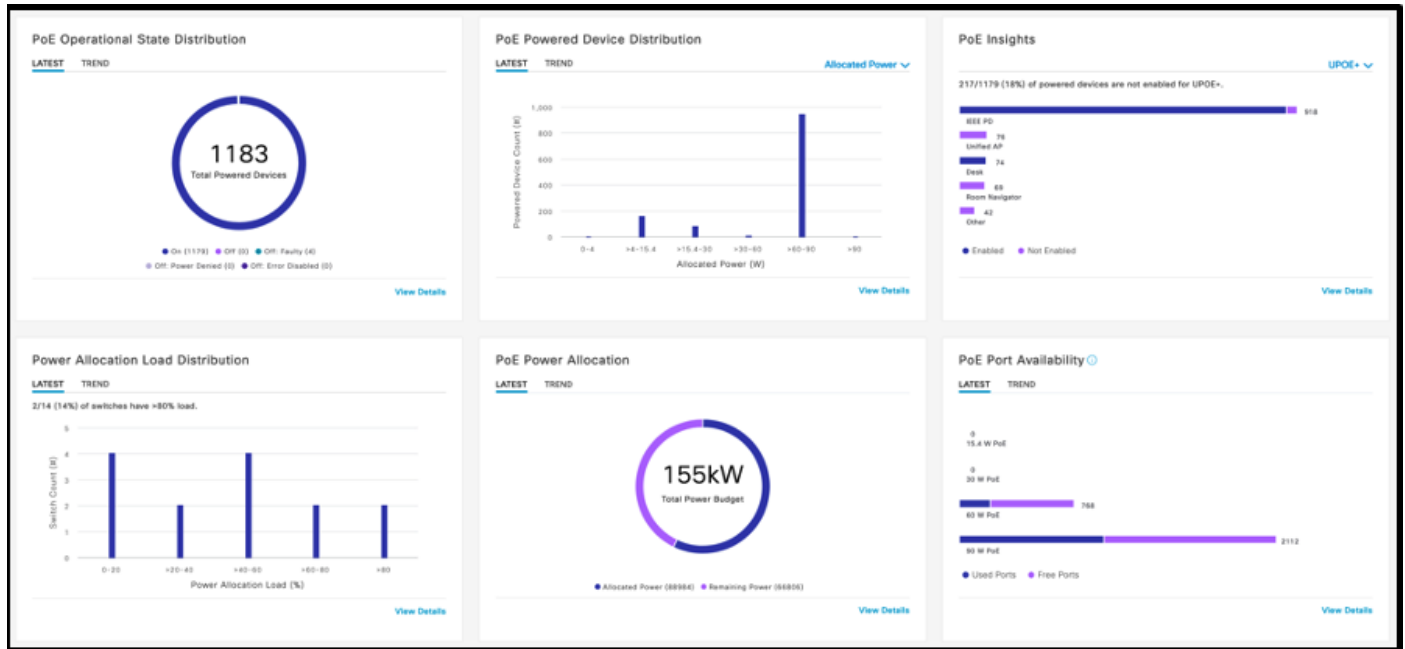 PoE Operational State Distribution
LATEST TREND
1183
Total Powered Devices
On (1179) Off (0) Off: Faulty (4)
Off: Power Denied (0) Off: Error Disabled (0)
View Details
PoE Powered Device Distribution
LATEST TREND
Allocated Power
Powered Device Count (#)
1,000
800
600
400
200
0
0-4 >4-15.4 >15.4-30 >30-60 >60-90 >90
Allocated Power (W)
View Details
PoE Insights
UPOE+
217/1179 (18%) of powered devices are not enabled for UPOE+.
918
IEEE PD
76
Unified AP
74
Desk
69
Room Navigator
42
Other
Enabled Not Enabled
View Details
Power Allocation Load Distribution
LATEST TREND
2/14 (14%) of switches have >80% load.
Switch Count (#)
5
4
3
2
1
0
0-20 >20-40 >40-60 >60-80 >80
Power Allocation Load (%)
View Details
PoE Power Allocation
LATEST TREND
155kW
Total Power Budget
Allocated Power (88984) Remaining Power (66806)
View Details
PoE Port Availability
LATEST TREND
0
15.4 W PoE
0
30 W PoE
768
60 W PoE
2112
90 W PoE
Used Ports Free Ports
View Details